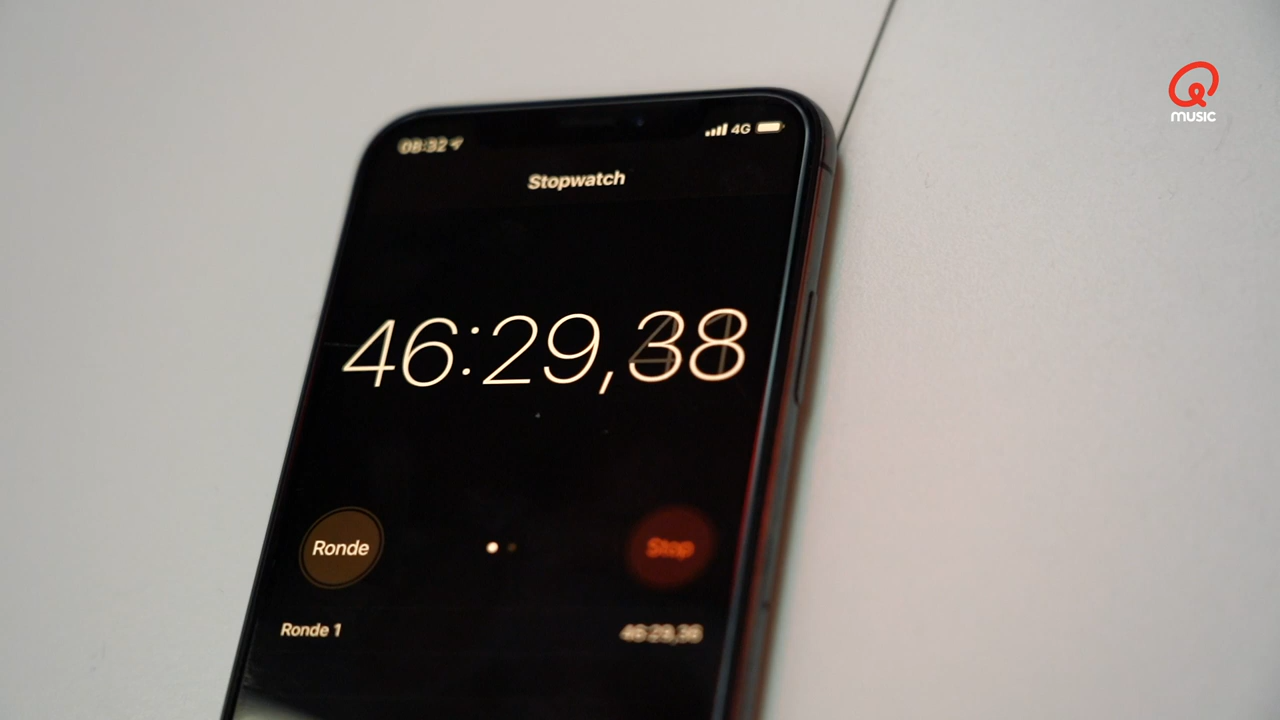 08:32 4G
Q
music
Stopwatch
46:29,38
Ronde
Stop
Ronde 1 46:29,38